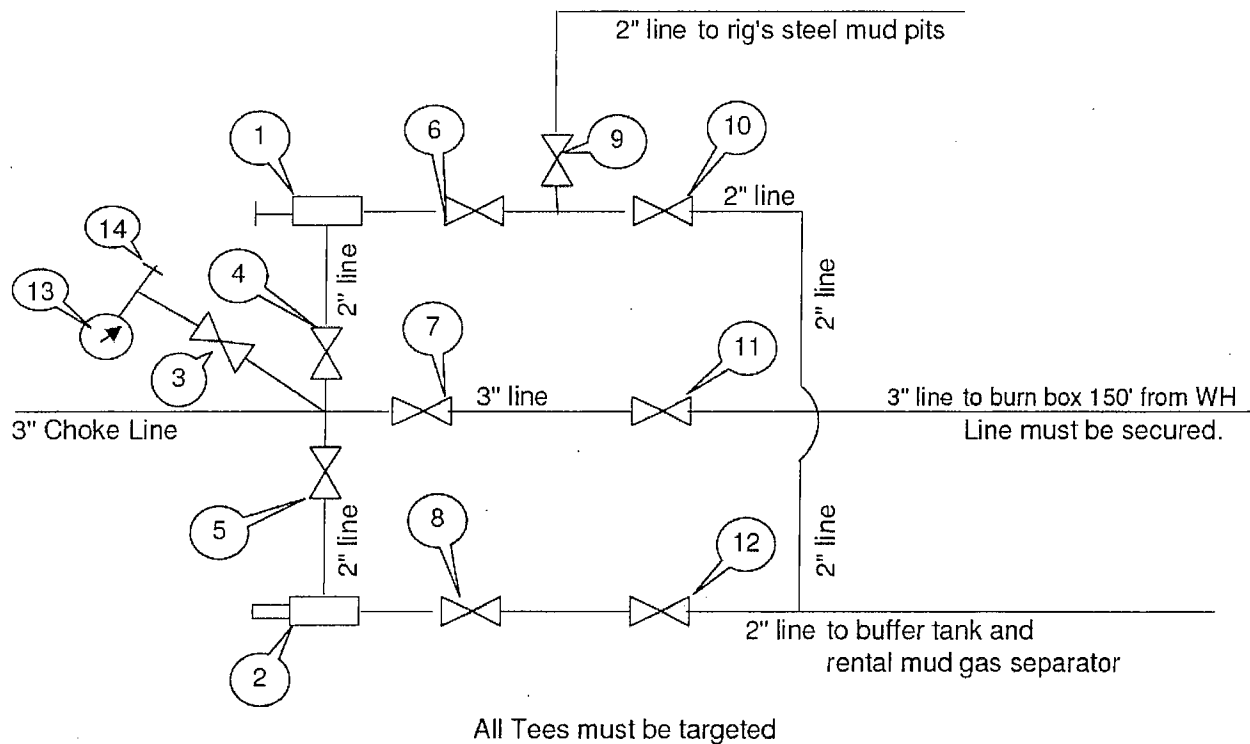 2" line to rig's steel mud pits
1
6
9
10
2" line
14
4
2" line
2" line
13
7
11
3
3" line
3" line to burn box 150' from WH
3" Choke Line
Line must be secured.
5
8
12
2" line
2" line
2
2" line to buffer tank and
rental mud gas separator
All Tees must be targeted